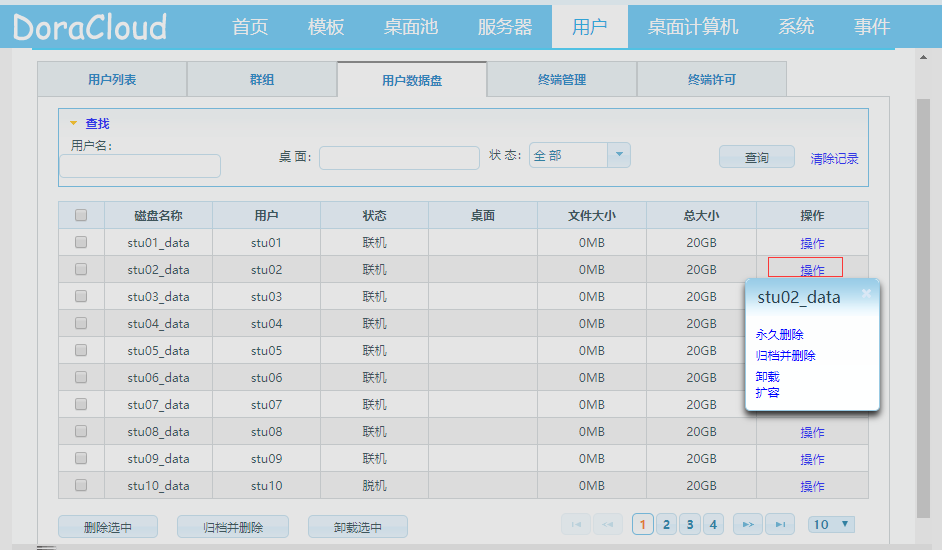 DoraCloud 首页 模板 桌面池 服务器 用户 桌面计算机 系统 事件
用户列表 群组 用户数据盘 终端管理 终端许可
查找
用户名：
桌 面： 状 态： 全 部 查询 清除记录
磁盘名称 用户 状态 桌面 文件大小 总大小 操作
stu01_data stu01 联机 0MB 20GB 操作
stu02_data stu02 联机 0MB 20GB 操作
stu03_data stu03 联机 0MB 20GB
stu04_data stu04 联机 0MB 20GB
stu05_data stu05 联机 0MB 20GB
stu06_data stu06 联机 0MB 20GB
stu07_data stu07 联机 0MB 20GB
stu08_data stu08 联机 0MB 20GB 操作
stu09_data stu09 联机 0MB 20GB 操作
stu10_data stu10 脱机 0MB 20GB 操作
stu02_data
永久删除
归档并删除
卸载
扩容
删除选中 归档并删除 卸载选中 1 2 3 4 10